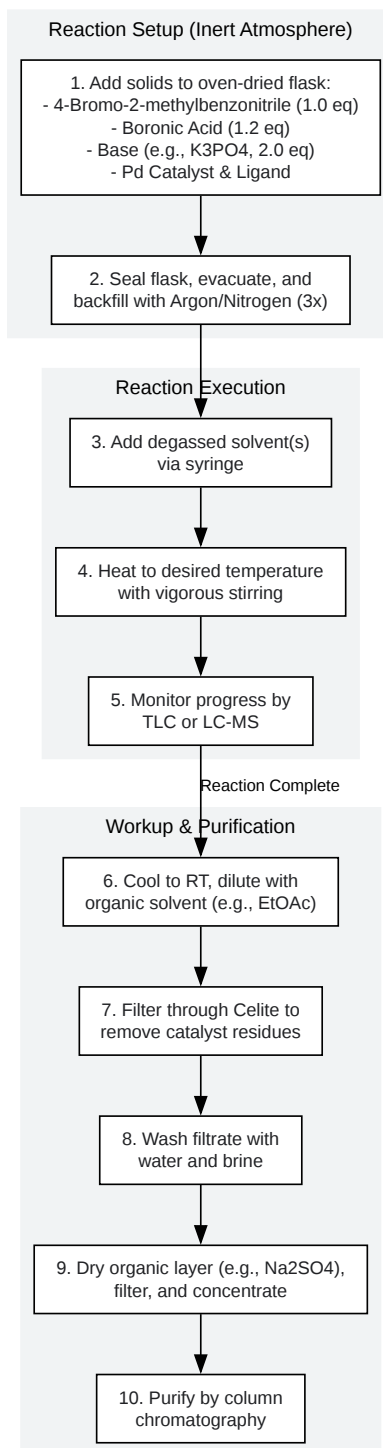 Reaction Setup (Inert Atmosphere)
1. Add solids to oven-dried flask:
- 4-Bromo-2-methylbenzonitrile (1.0 eq)
- Boronic Acid (1.2 eq)
- Base (e.g., K3PO4, 2.0 eq)
- Pd Catalyst & Ligand
2. Seal flask, evacuate, and
backfill with Argon/Nitrogen (3x)
Reaction Execution
3. Add degassed solvent(s)
via syringe
4. Heat to desired temperature
with vigorous stirring
5. Monitor progress by
TLC or LC-MS
Reaction Complete
Workup & Purification
6. Cool to RT, dilute with
organic solvent (e.g., EtOAc)
7. Filter through Celite to
remove catalyst residues
8. Wash filtrate with
water and brine
9. Dry organic layer (e.g., Na2SO4),
filter, and concentrate
10. Purify by column
chromatography